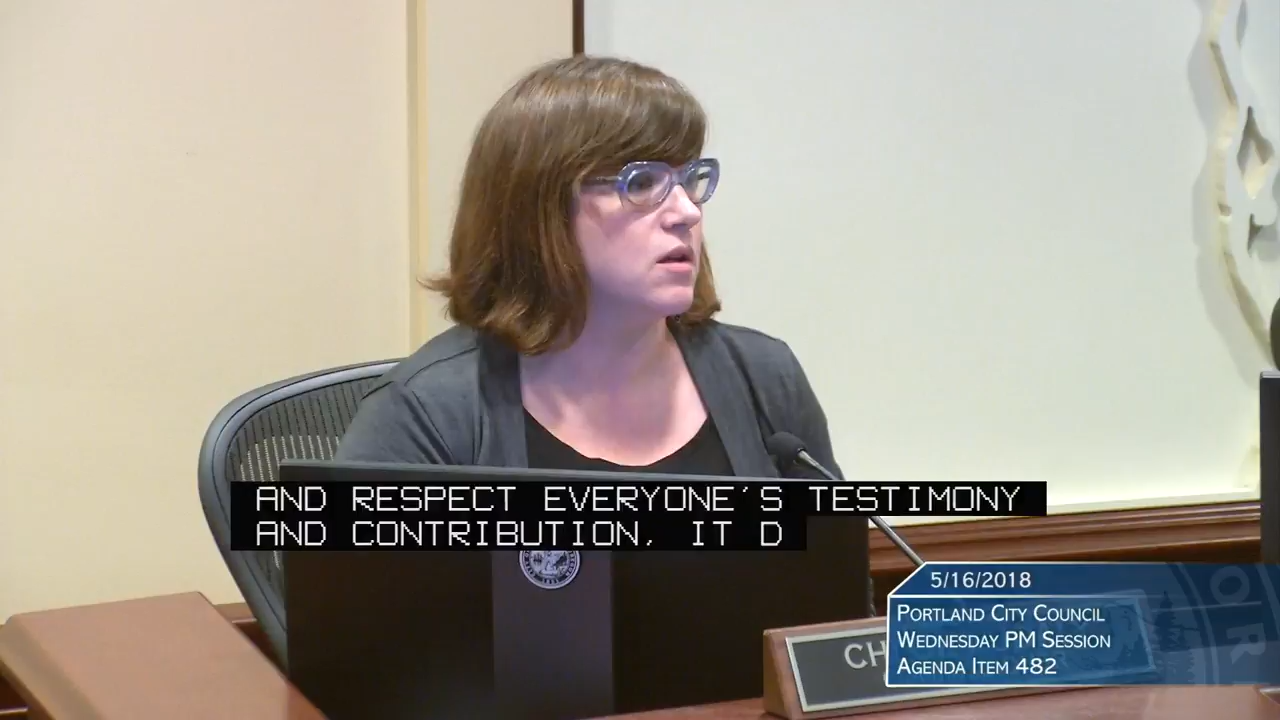 AND RESPECT EVERYONE'S TESTIMONY
AND CONTRIBUTION, IT D
5/16/2018
PORTLAND CITY COUNCIL
WEDNESDAY PM SESSION
AGENDA ITEM 482
CH